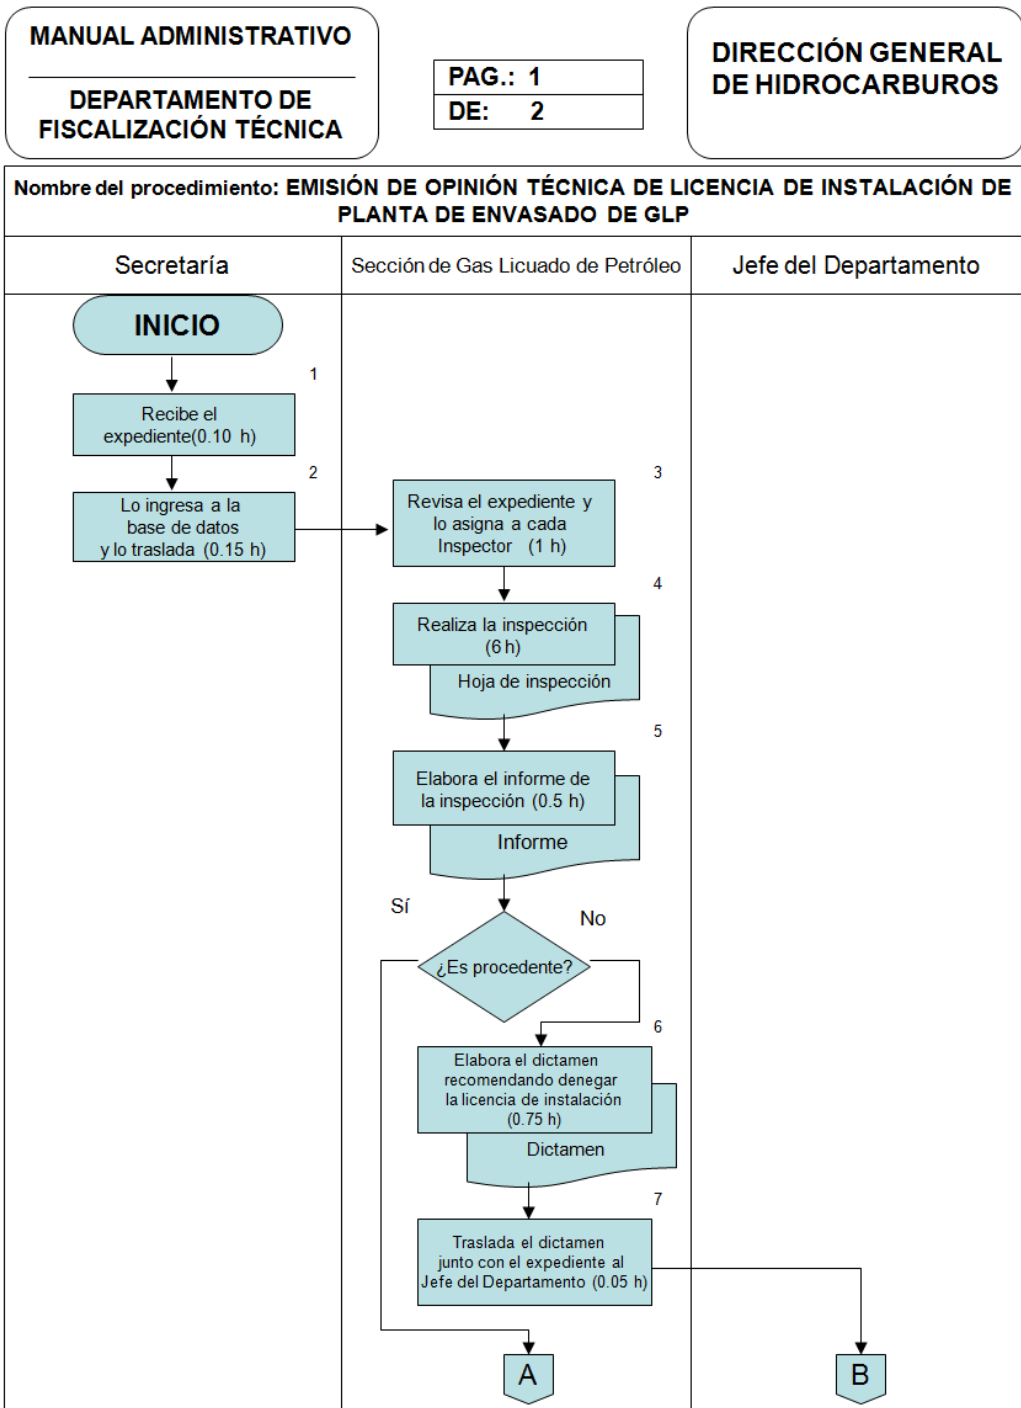 MANUAL ADMINISTRATIVO
DEPARTAMENTO DE
FISCALIZACIÓN TÉCNICA
PAG.: 1
DE: 2
DIRECCIÓN GENERAL
DE HIDROCARBUROS
Nombre del procedimiento: EMISIÓN DE OPINIÓN TÉCNICA DE LICENCIA DE INSTALACIÓN DE
PLANTA DE ENVASADO DE GLP
Secretaría
Sección de Gas Licuado de Petróleo
Jefe del Departamento
INICIO
1
Recibe el
expediente(0.10 h)
2
Lo ingresa a la
base de datos
y lo traslada (0.15 h)
3
Revisa el expediente y
lo asigna a cada
Inspector (1 h)
4
Realiza la inspección
(6 h)
Hoja de inspección
5
Elabora el informe de
la inspección (0.5 h)
Informe
Sí
No
¿Es procedente?
6
Elabora el dictamen
recomendando denegar
la licencia de instalación
(0.75 h)
Dictamen
7
Traslada el dictamen
junto con el expediente al
Jefe del Departamento (0.05 h)
A
B